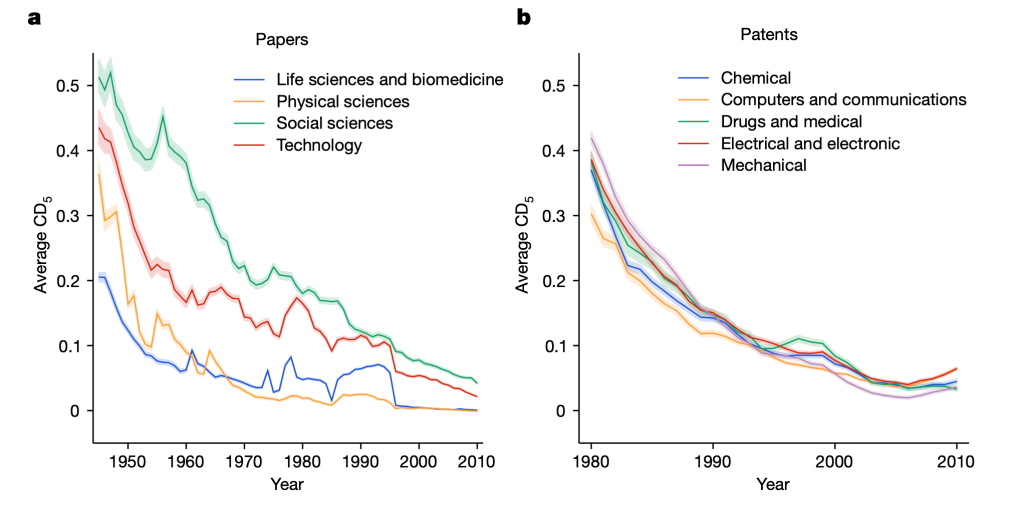 a
Papers
Life sciences and biomedicine
Physical sciences
Social sciences
Technology
Average CD5
0.5
0.4
0.3
0.2
0.1
0
1950 1960 1970 1980 1990 2000 2010
Year
b
Patents
Chemical
Computers and communications
Drugs and medical
Electrical and electronic
Mechanical
Average CD5
0.5
0.4
0.3
0.2
0.1
0
1980 1990 2000 2010
Year